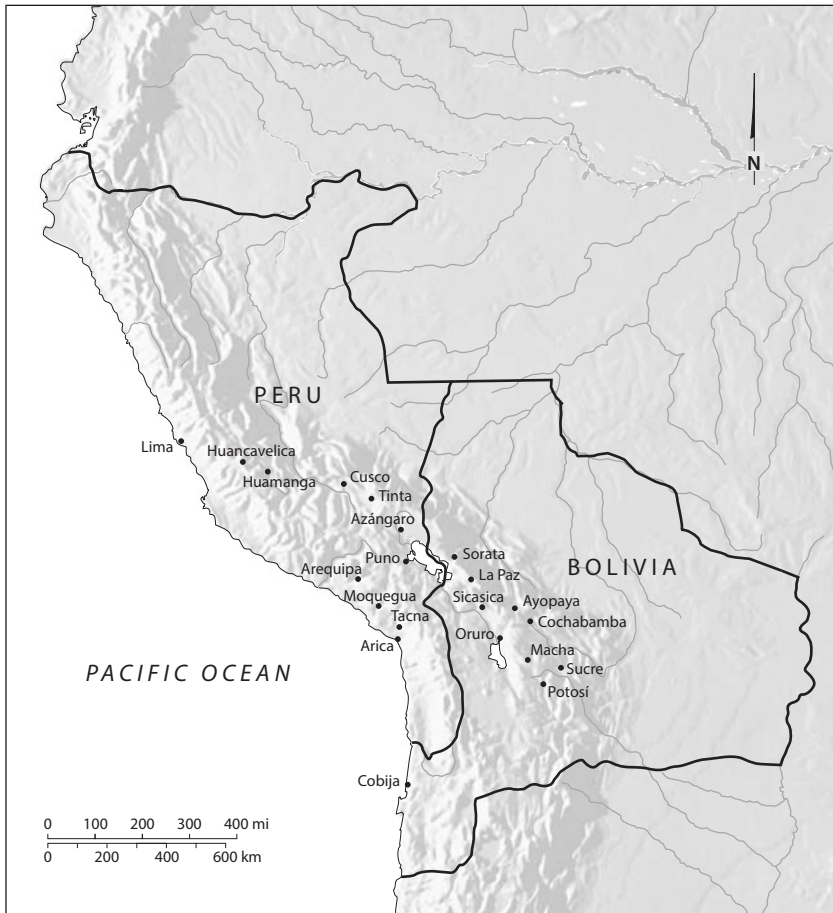 N
PERU
Lima
Huancavelica
Huamanga
Cusco
Tinta
Azángaro
Puno
Sorata
BOLIVIA
Arequipa
La Paz
Moquegua
Sicasica
Ayopaya
Tacna
Cochabamba
Arica
Oruro
Macha
PACIFIC OCEAN
Sucre
Potosí
Cobija
0 100 200 300 400 mi
0 200 400 600 km